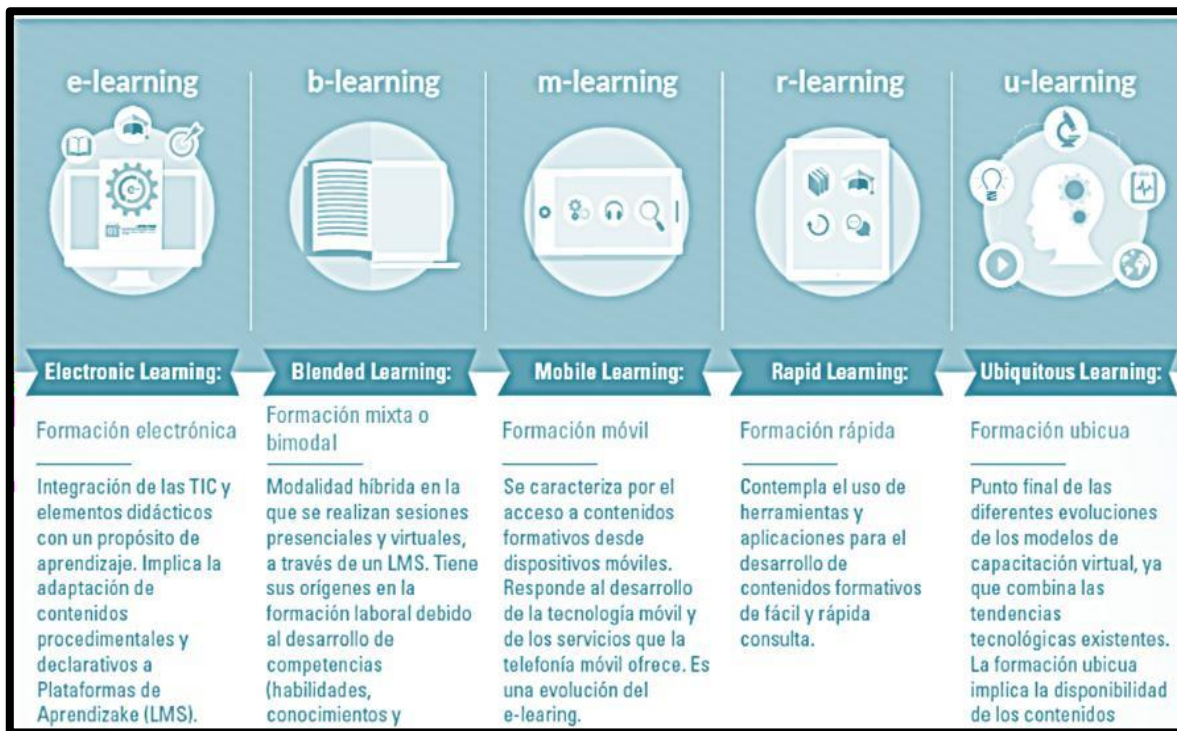 e-learning
b-learning
m-learning
r-learning
u-learning
Electronic Learning:
Formación electrónica
Integración de las TIC y
elementos didácticos
con un propósito de
aprendizaje. Implica la
adaptación de
contenidos
procedimentales y
declarativos a
Plataformas de
Aprendizake (LMS).
Blended Learning:
Formación mixta o
bimodal
Modalidad híbrida en la
que se realizan sesiones
presenciales y virtuales,
a través de un LMS. Tiene
sus orígenes en la
formación laboral debido
al desarrollo de
competencias
(habilidades,
conocimientos y
Mobile Learning:
Formación móvil
Se caracteriza por el
acceso a contenidos
formativos desde
dispositivos móviles.
Responde al desarrollo
de la tecnología móvil y
de los servicios que la
telefonía móvil ofrece. Es
una evolución del
e-learing.
Rapid Learning:
Formación rápida
Contempla el uso de
herramientas y
aplicaciones para el
desarrollo de
contenidos formativos
de fácil y rápida
consulta.
Ubiquitous Learning:
Formación ubicua
Punto final de las
diferentes evoluciones
de los modelos de
capacitación virtual, ya
que combina las
tendencias
tecnológicas existentes.
La formación ubicua
implica la disponibilidad
de los contenidos